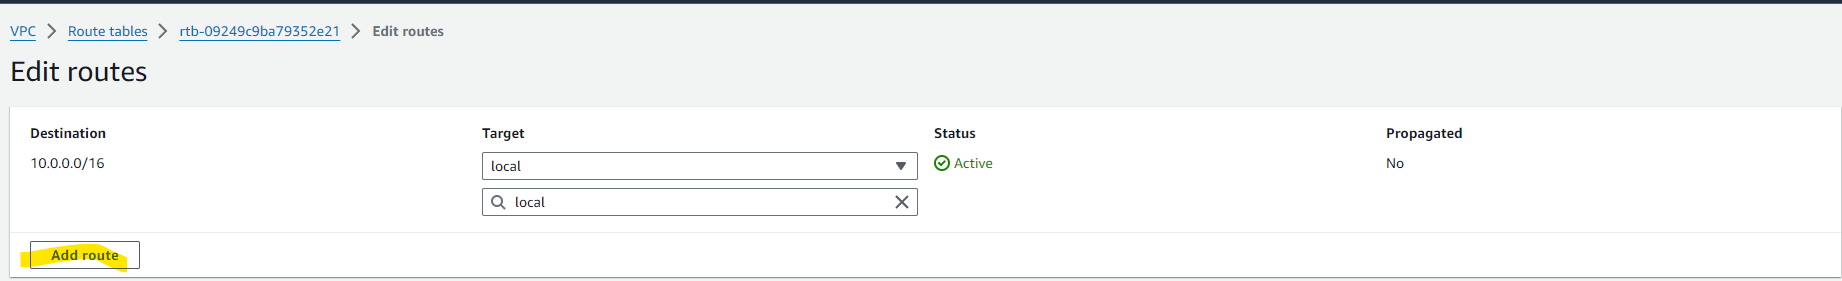 VPC > Route tables > rtb-09249c9ba79352e21 > Edit routes
Edit routes
Destination Target Status Propagated
10.0.0.0/16 local Active No
local
Add route